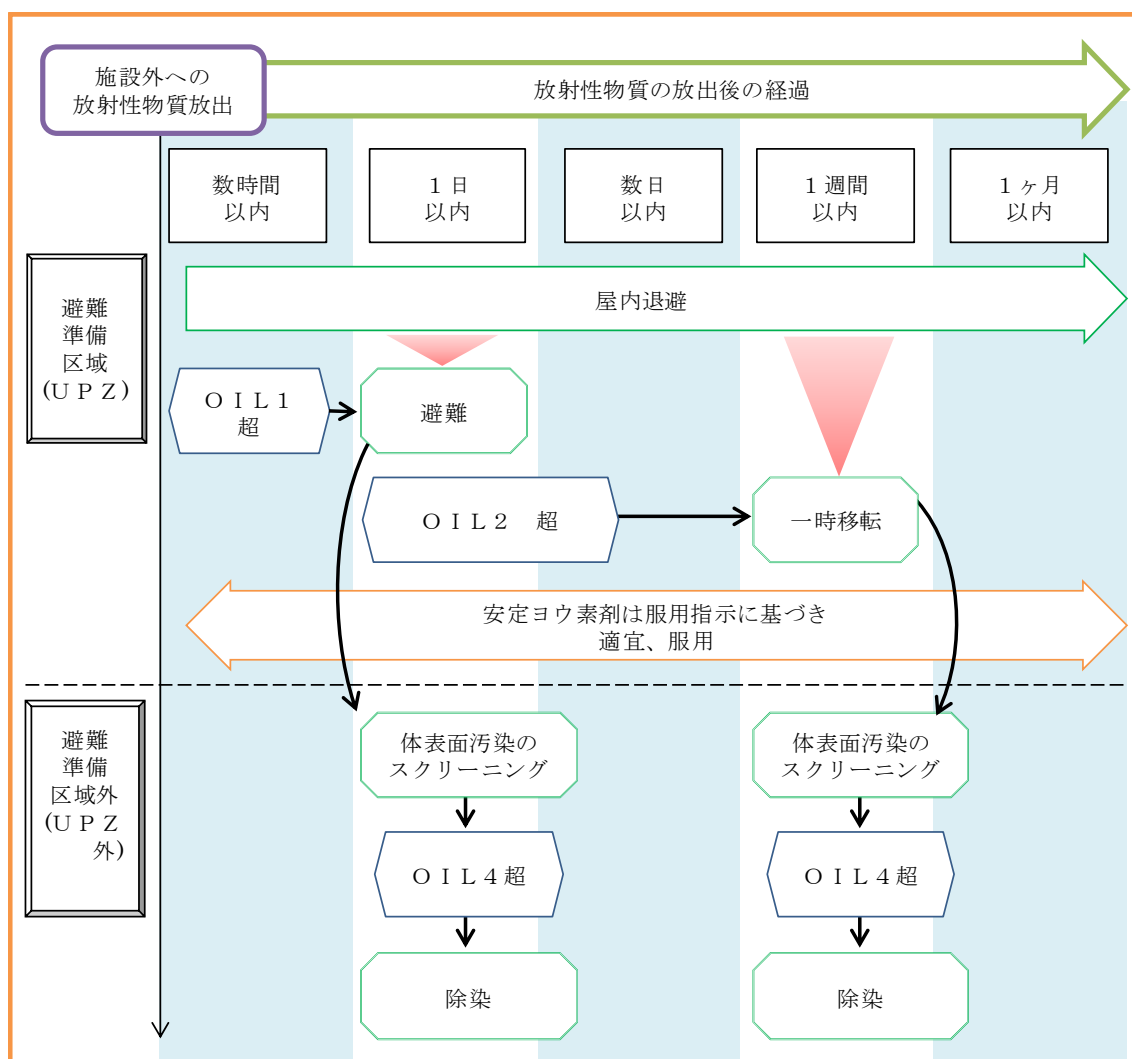 施設外への
放射性物質放出
放射性物質の放出後の経過
数時間
以内
１日
以内
数日
以内
１週間
以内
１ヶ月
以内
避難
準備
区域
(ＵＰＺ)
屋内退避
ＯＩＬ１
超
避難
ＯＩＬ２　超
一時移転
安定ヨウ素剤は服用指示に基づき
適宜、服用
避難
準備
区域外
(ＵＰＺ
外)
体表面汚染の
スクリーニング
体表面汚染の
スクリーニング
ＯＩＬ４超
ＯＩＬ４超
除染
除染